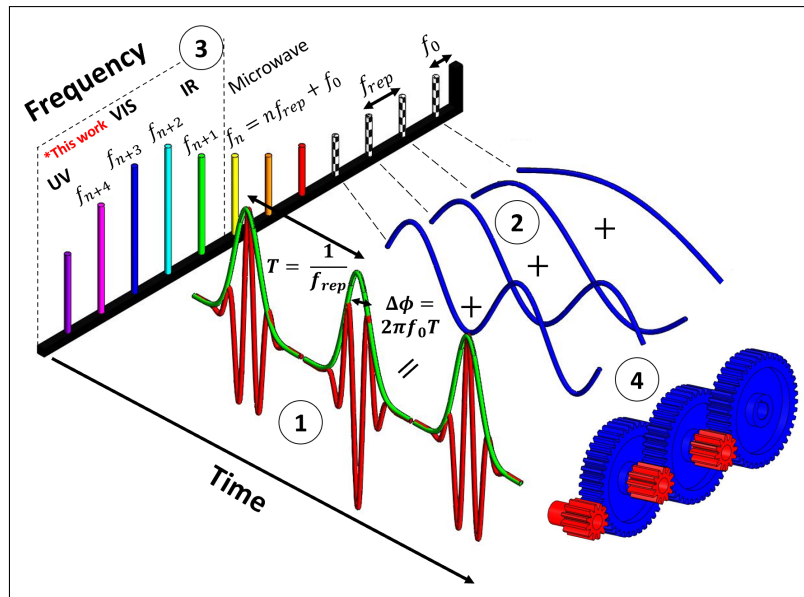 Frequency
3
IR
Microwave
f_0
f_{rep}
VIS
*This work
UV
f_{n+4}
f_{n+3}
f_{n+2}
f_{n+1}
f_n = nf_{rep} + f_0
2
+
+
+
T = \frac{1}{f_{rep}}
Δϕ =
2πf_0T
=
1
4
Time